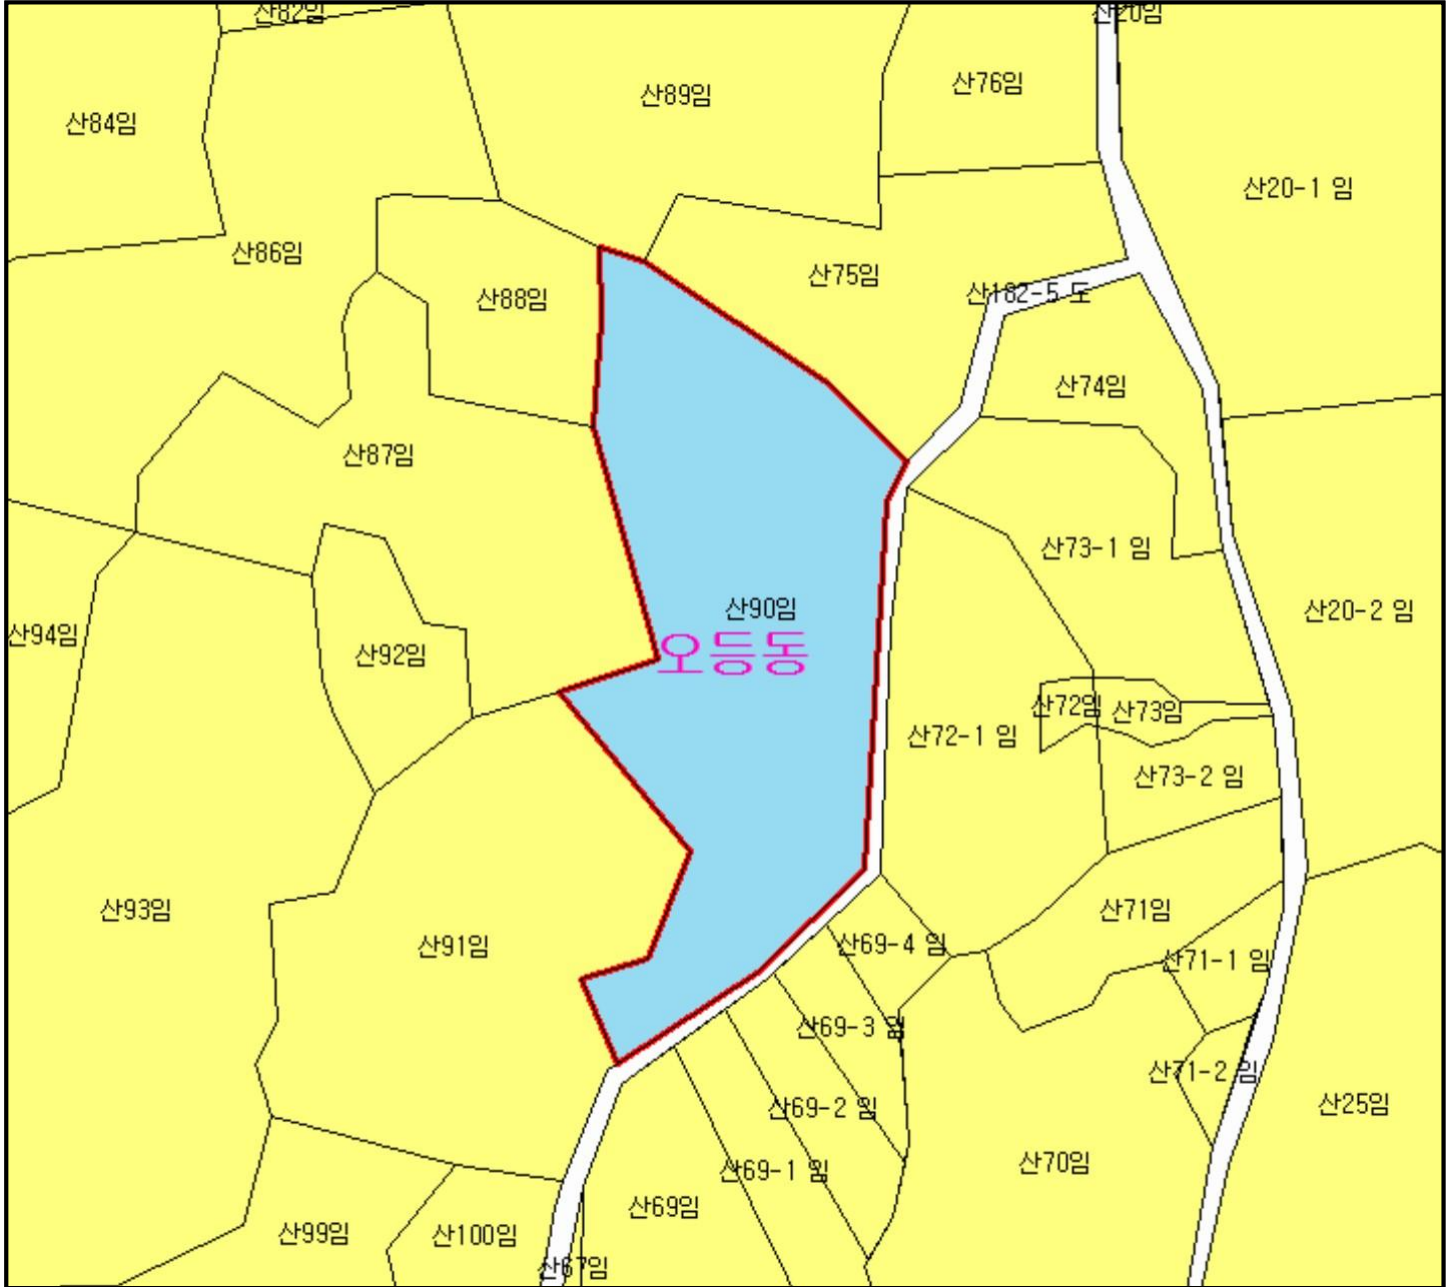 산82임
산20임
산76임
산89임
산84임
산20-1 임
산86임
산75임
산182-5 도
산88임
산74임
산87임
산73-1 임
산90임
산20-2 임
산94임
오등동
산92임
산72임
산73임
산72-1 임
산73-2 임
산93임
산71임
산91임
산69-4 임
산71-1 임
산69-3 임
산71-2 임
산69-2 임
산25임
산70임
산69-1 임
산69임
산99임
산100임
산67임